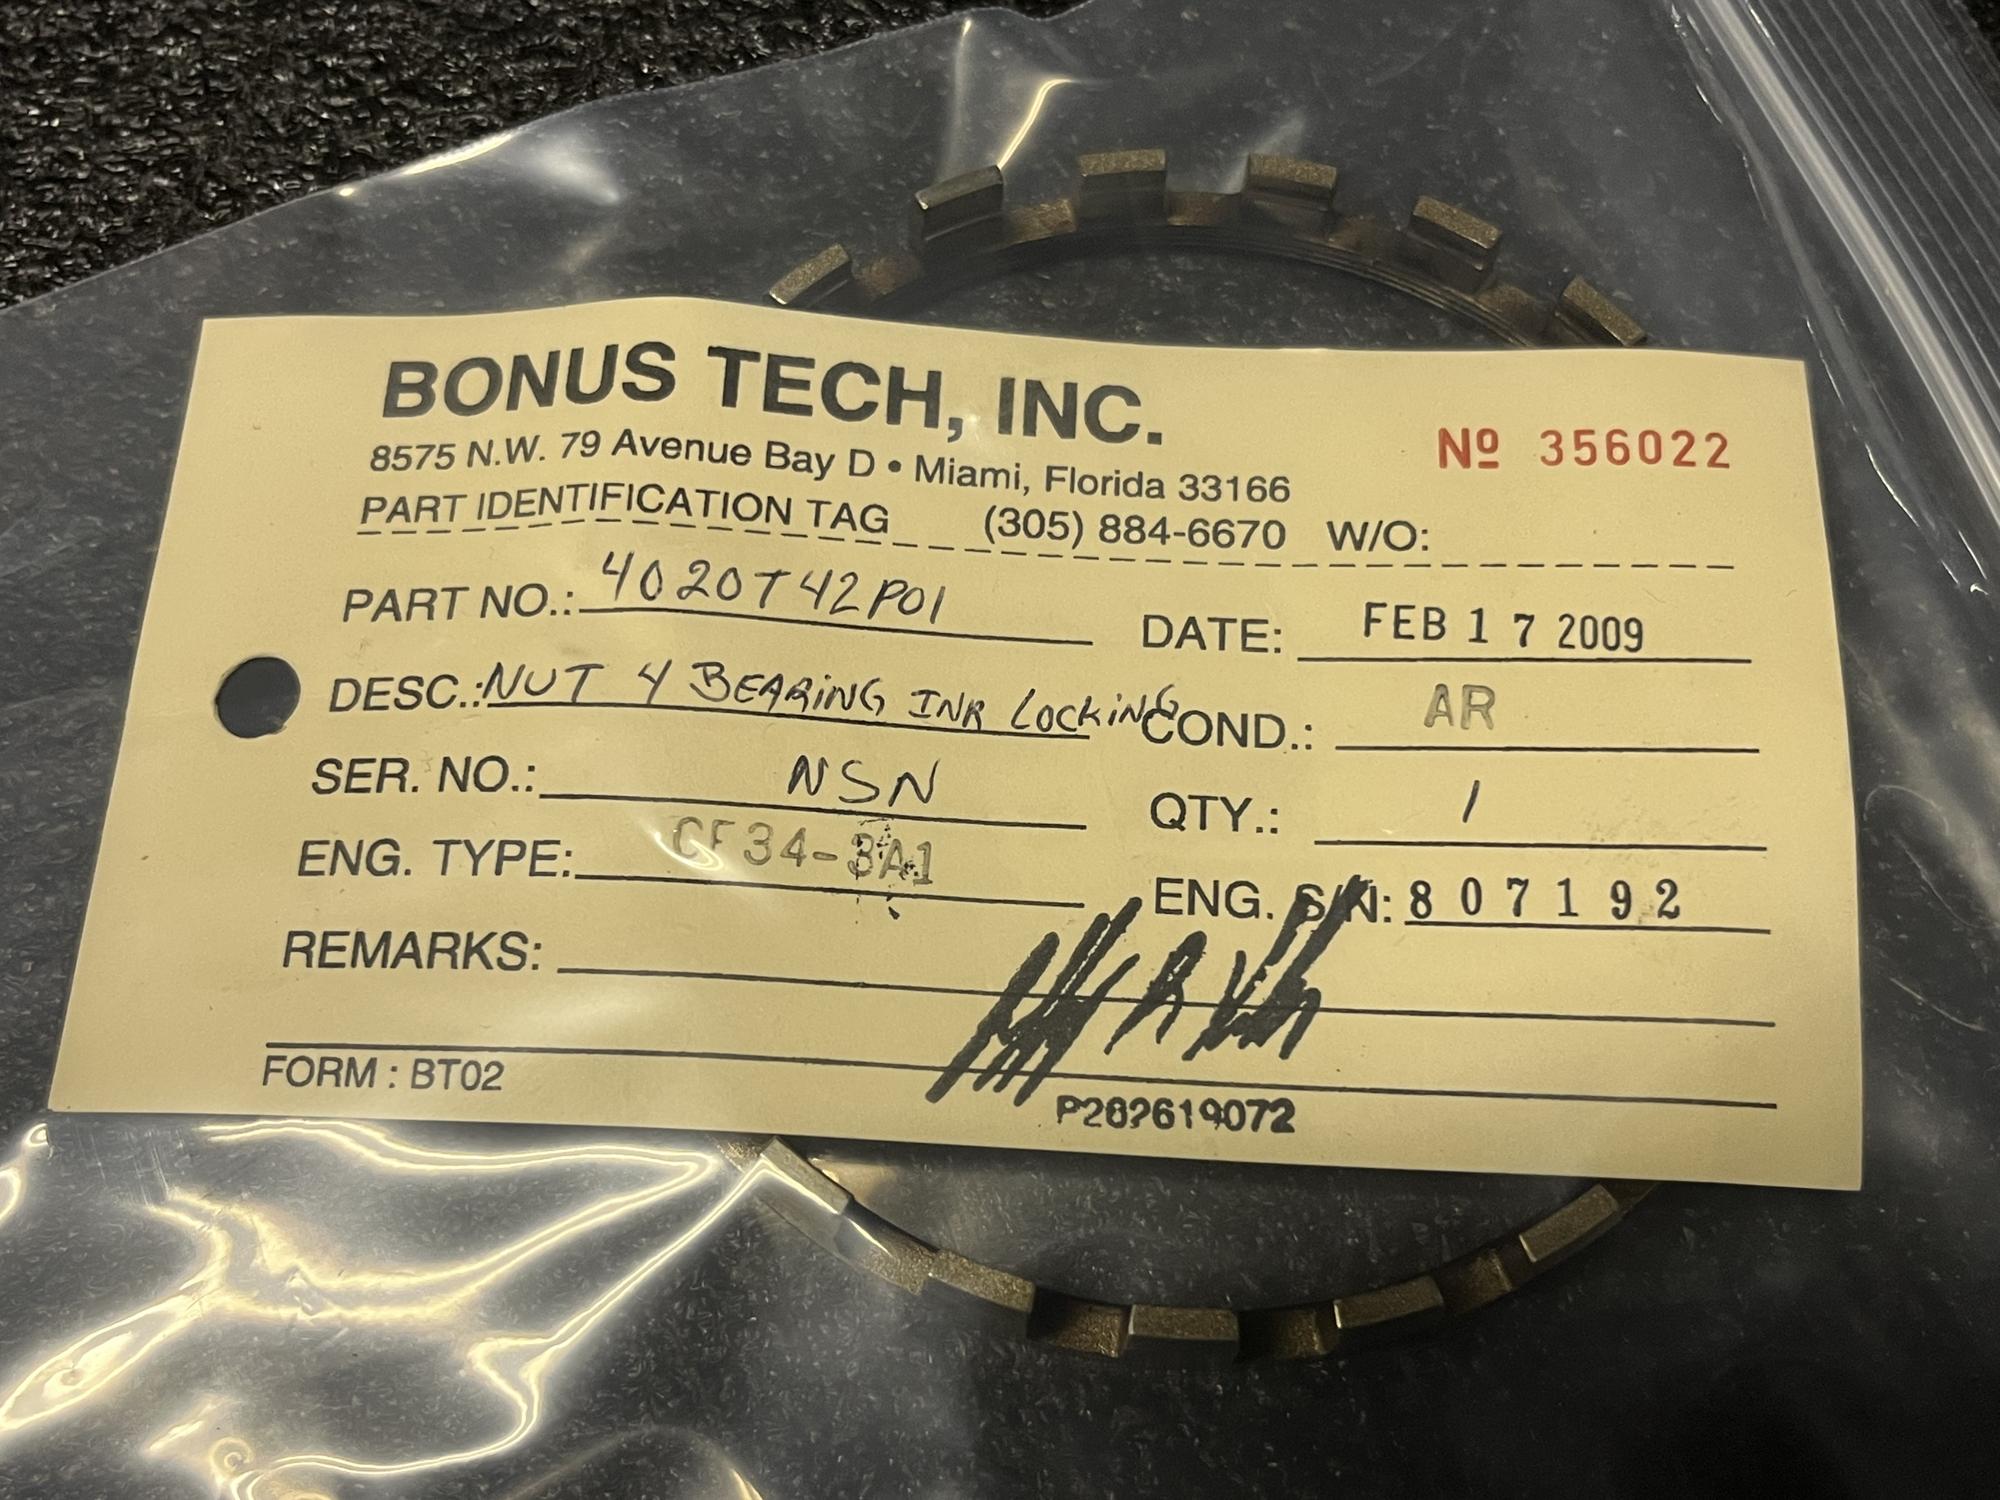 BONUS TECH, INC.
8575 N.W. 79 Avenue Bay D • Miami, Florida 33166
Nº 356022
PART IDENTIFICATION TAG (305) 884-6670 W/O:
PART NO.: 4020T42P01
DATE: FEB 17 2009
DESC.: NUT 4 BEARING INR LOCKING
COND.: AR
SER. NO.: NSN
QTY.: 1
ENG. TYPE: CF34-3A1
ENG. S/N: 807192
REMARKS:
FORM : BT02